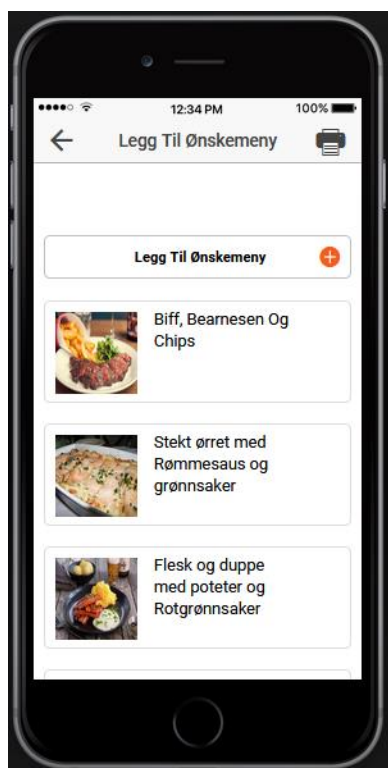 12:34 PM
100%
Legg Til Ønskemeny
Legg Til Ønskemeny
Biff, Bearnesen Og
Chips
Stekt ørret med
Rømmesaus og
grønnsaker
Flesk og duppe
med poteter og
Rotgrønnsaker